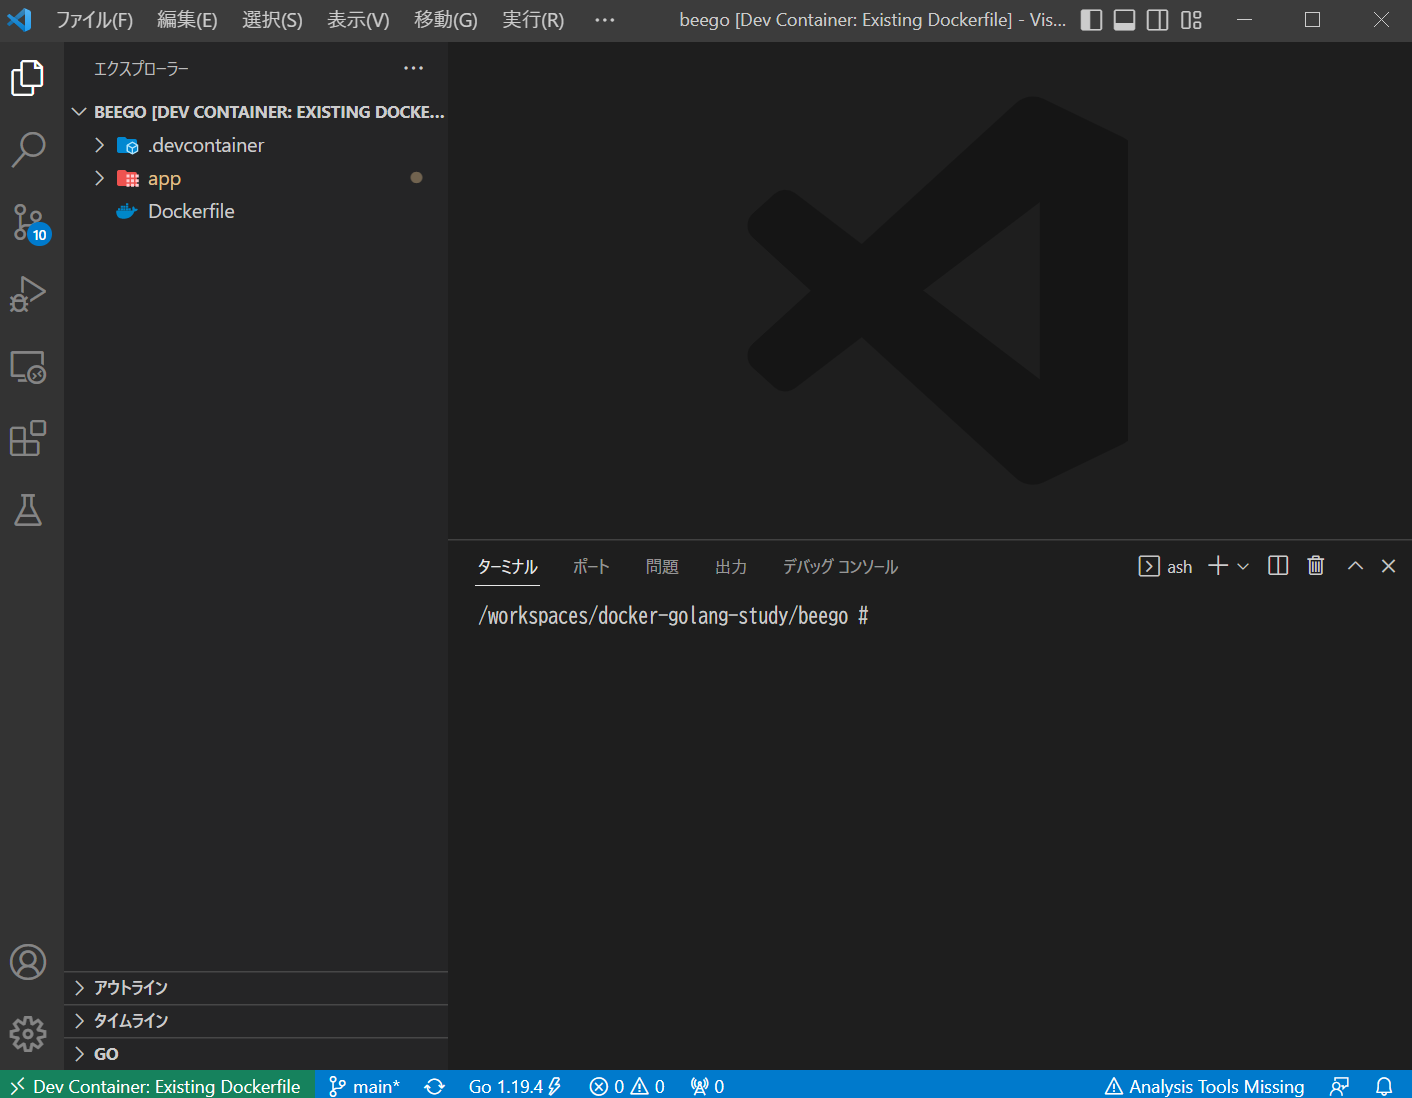 ファイル(F) 編集(E) 選択(S) 表示(V) 移動(G) 実行(R) ··· beego [Dev Container: Existing Dockerfile] - Vis...
エクスプローラー ···
BEEGO [DEV CONTAINER: EXISTING DOCKE...
.devcontainer
app
Dockerfile
10
ターミナル ポート 問題 出力 デバッグ コンソール ash
/workspaces/docker-golang-study/beego #
アウトライン
タイムライン
GO
Dev Container: Existing Dockerfile main* Go 1.19.4 0 0 0 Analysis Tools Missing